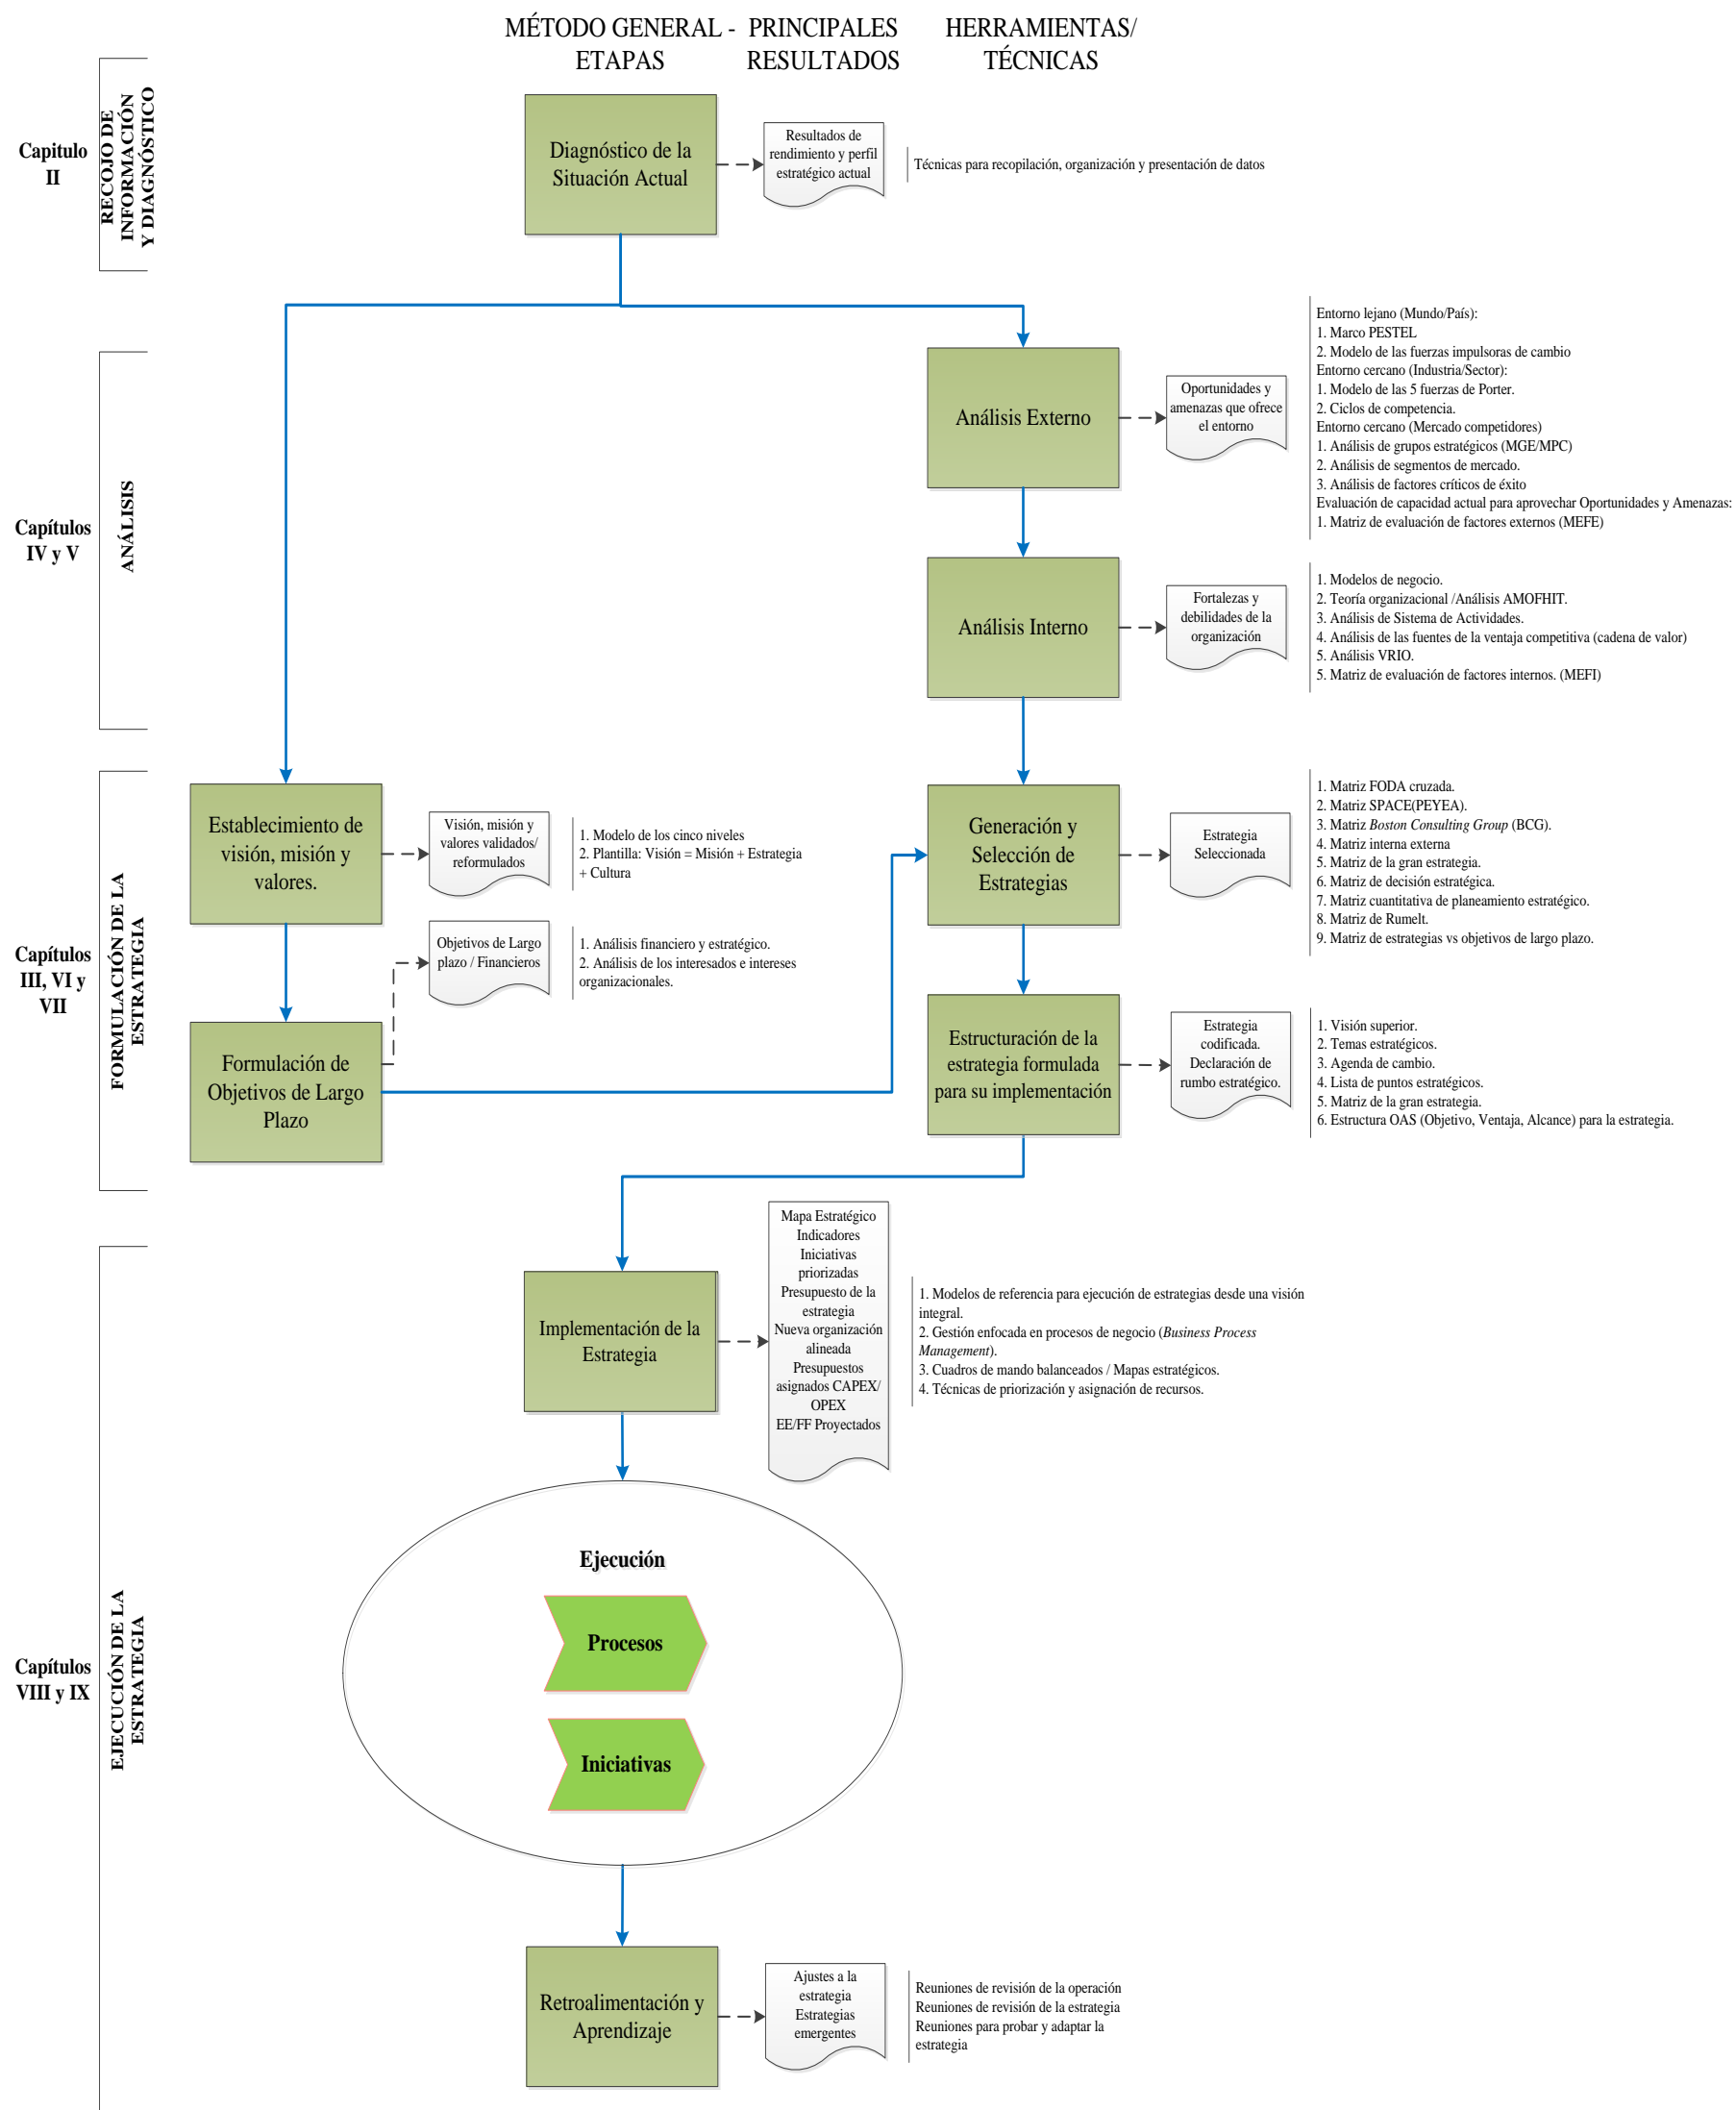 MÉTODO GENERAL -
ETAPAS
PRINCIPALES
RESULTADOS
HERRAMIENTAS/
TÉCNICAS
Capitulo
II
RECOJO DE
INFORMACIÓN
Y DIAGNÓSTICO
Diagnóstico de la
Situación Actual
Resultados de
rendimiento y perfil
estratégico actual
Técnicas para recopilación, organización y presentación de datos
Capítulos
IV y V
ANÁLISIS
Análisis Externo
Oportunidades y
amenazas que ofrece
el entorno
Entorno lejano (Mundo/País):
1. Marco PESTEL
2. Modelo de las fuerzas impulsoras de cambio
Entorno cercano (Industria/Sector):
1. Modelo de las 5 fuerzas de Porter.
2. Ciclos de competencia.
Entorno cercano (Mercado competidores)
1. Análisis de grupos estratégicos (MGE/MPC)
2. Análisis de segmentos de mercado.
3. Análisis de factores críticos de éxito
Evaluación de capacidad actual para aprovechar Oportunidades y Amenazas:
1. Matriz de evaluación de factores externos (MEFE)
Análisis Interno
Fortalezas y
debilidades de la
organización
1. Modelos de negocio.
2. Teoría organizacional /Análisis AMOFHIT.
3. Análisis de Sistema de Actividades.
4. Análisis de las fuentes de la ventaja competitiva (cadena de valor)
5. Análisis VRIO.
5. Matriz de evaluación de factores internos. (MEFI)
Capítulos
III, VI y
VII
FORMULACIÓN DE LA
ESTRATEGIA
Establecimiento de
visión, misión y
valores.
Visión, misión y
valores validados/
reformulados
1. Modelo de los cinco niveles
2. Plantilla: Visión = Misión + Estrategia
+ Cultura
Generación y
Selección de
Estrategias
Estrategia
Seleccionada
1. Matriz FODA cruzada.
2. Matriz SPACE(PEYEA).
3. Matriz Boston Consulting Group (BCG).
4. Matriz interna externa
5. Matriz de la gran estrategia.
6. Matriz de decisión estratégica.
7. Matriz cuantitativa de planeamiento estratégico.
8. Matriz de Rumelt.
9. Matriz de estrategias vs objetivos de largo plazo.
Objetivos de Largo
plazo / Financieros
1. Análisis financiero y estratégico.
2. Análisis de los interesados e intereses
organizacionales.
Formulación de
Objetivos de Largo
Plazo
Estructuración de la
estrategia formulada
para su implementación
Estrategia
codificada.
Declaración de
rumbo estratégico.
1. Visión superior.
2. Temas estratégicos.
3. Agenda de cambio.
4. Lista de puntos estratégicos.
5. Matriz de la gran estrategia.
6. Estructura OAS (Objetivo, Ventaja, Alcance) para la estrategia.
Capítulos
VIII y IX
EJECUCIÓN DE LA
ESTRATEGIA
Implementación de la
Estrategia
Mapa Estratégico
Indicadores
Iniciativas
priorizadas
Presupuesto de la
estrategia
Nueva organización
alineada
Presupuestos
asignados CAPEX/
OPEX
EE/FF Proyectados
1. Modelos de referencia para ejecución de estrategias desde una visión
integral.
2. Gestión enfocada en procesos de negocio (Business Process
Management).
3. Cuadros de mando balanceados / Mapas estratégicos.
4. Técnicas de priorización y asignación de recursos.
Ejecución
Procesos
Iniciativas
Retroalimentación y
Aprendizaje
Ajustes a la
estrategia
Estrategias
emergentes
Reuniones de revisión de la operación
Reuniones de revisión de la estrategia
Reuniones para probar y adaptar la
estrategia